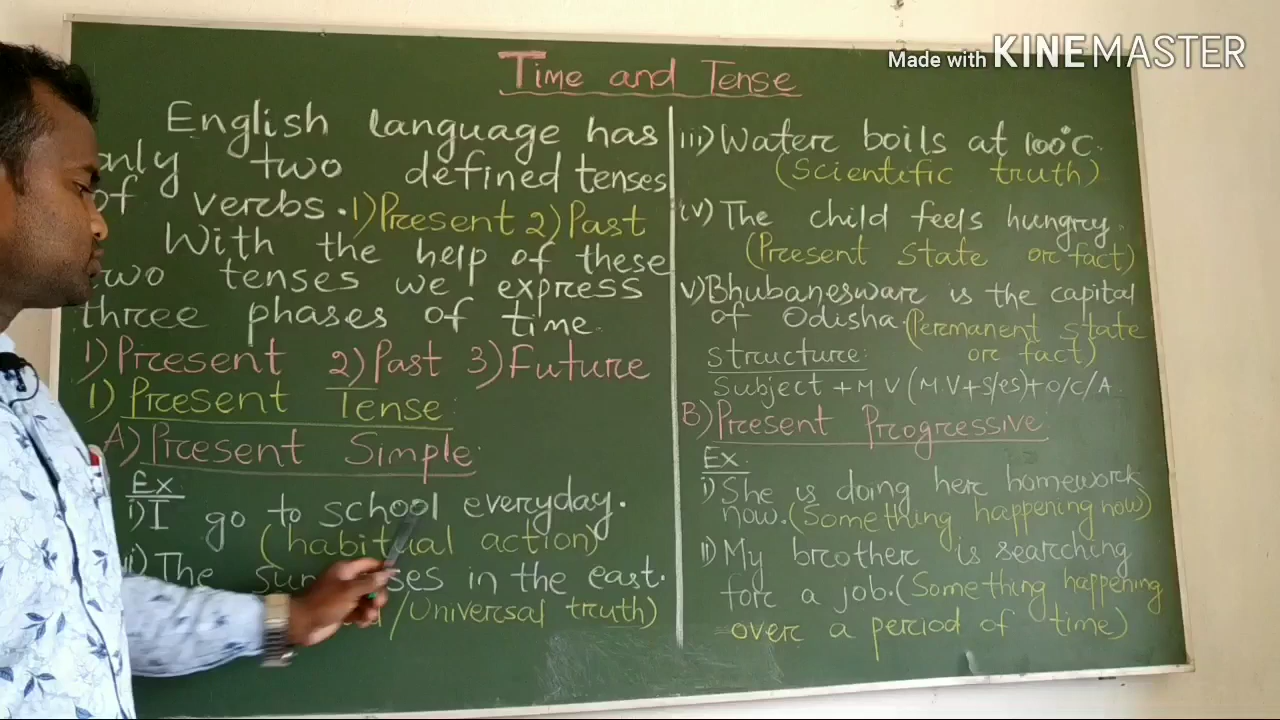 Made with KINEMASTER
Time and Tense
English language has
only two defined tenses
of verbs. 1) Present 2) Past
With the help of these
two tenses we express
three phases of time.
1) Present 2) Past 3) Future
1) Present Tense:
A) Present Simple:
Ex
i) I go to school everyday.
(habitual action)
ii) The sun in the east.
/Universal truth)
iii) Water boils at 100°C.
(Scientific truth)
iv) The child feels hungry.
(Present state or fact)
v) Bhubaneswar is the capital
of Odisha. (Permanent state
or fact)
structure:
Subject + M V (M.V+s/es) + O/C/A.
B) Present Progressive:
Ex
i) She is doing her homework
now. (Something happening now)
ii) My brother is searching
for a job. (Something happening
over a period of time)